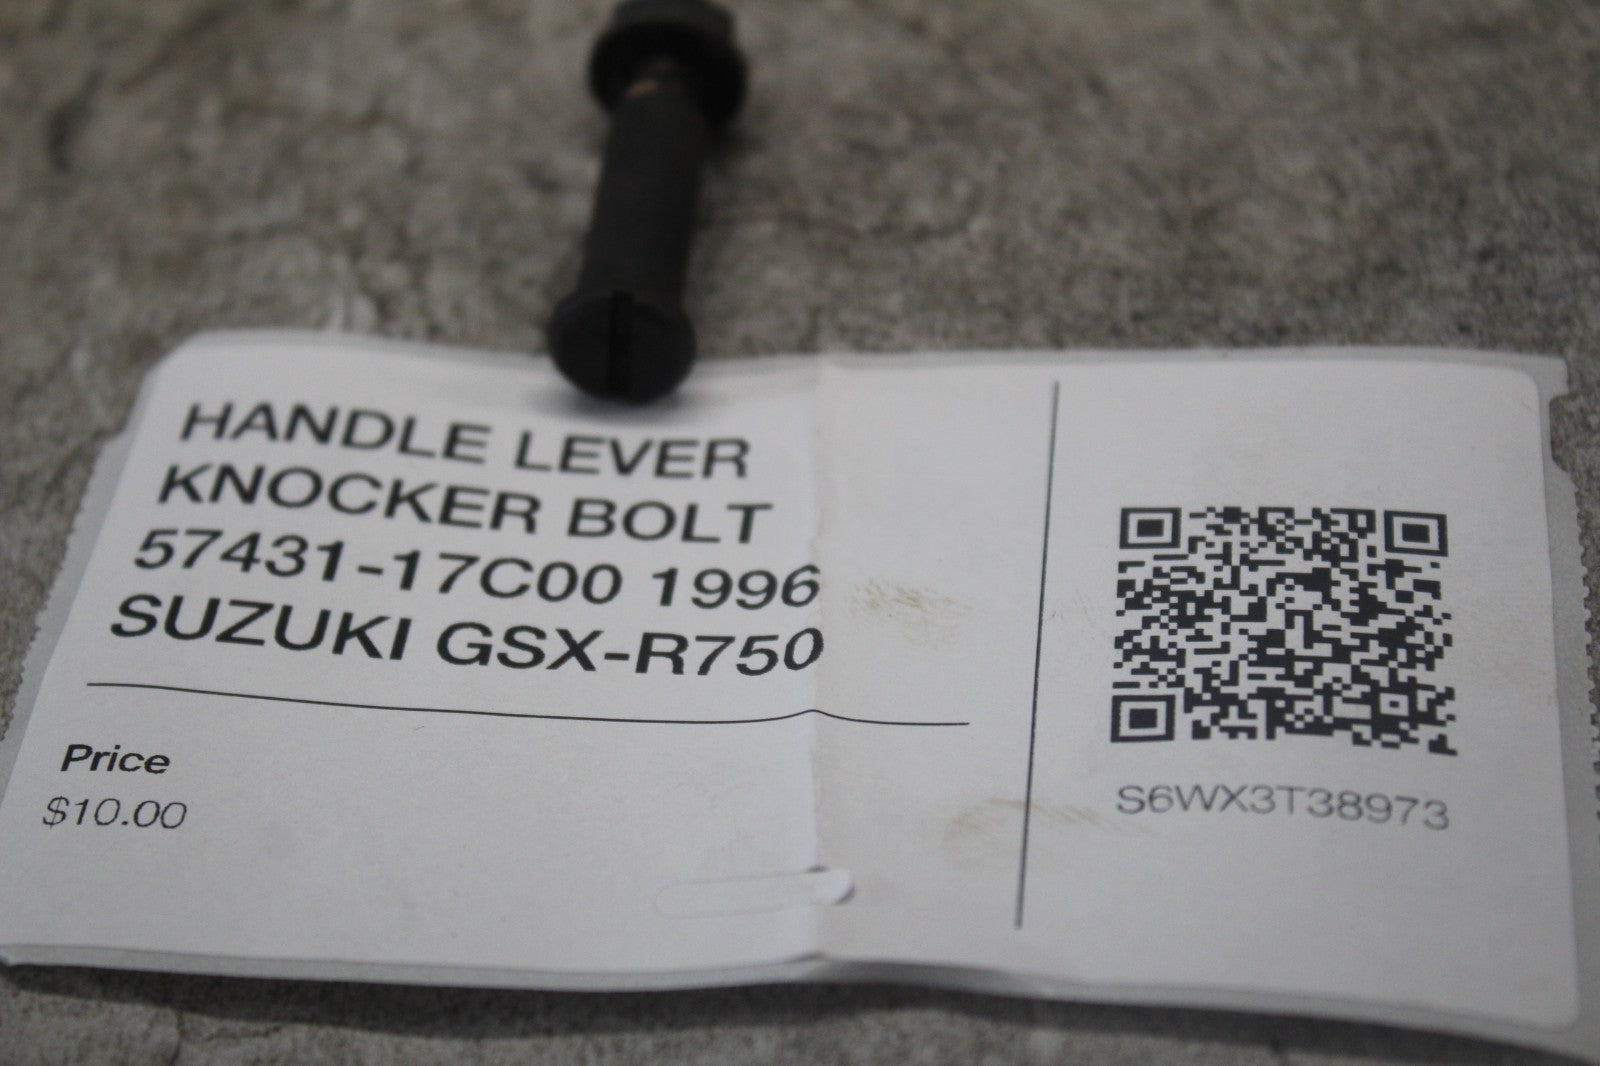 HANDLE LEVER
KNOCKER BOLT
57431-17C00 1996
SUZUKI GSX-R750
Price
$10.00
S6WX3T38973